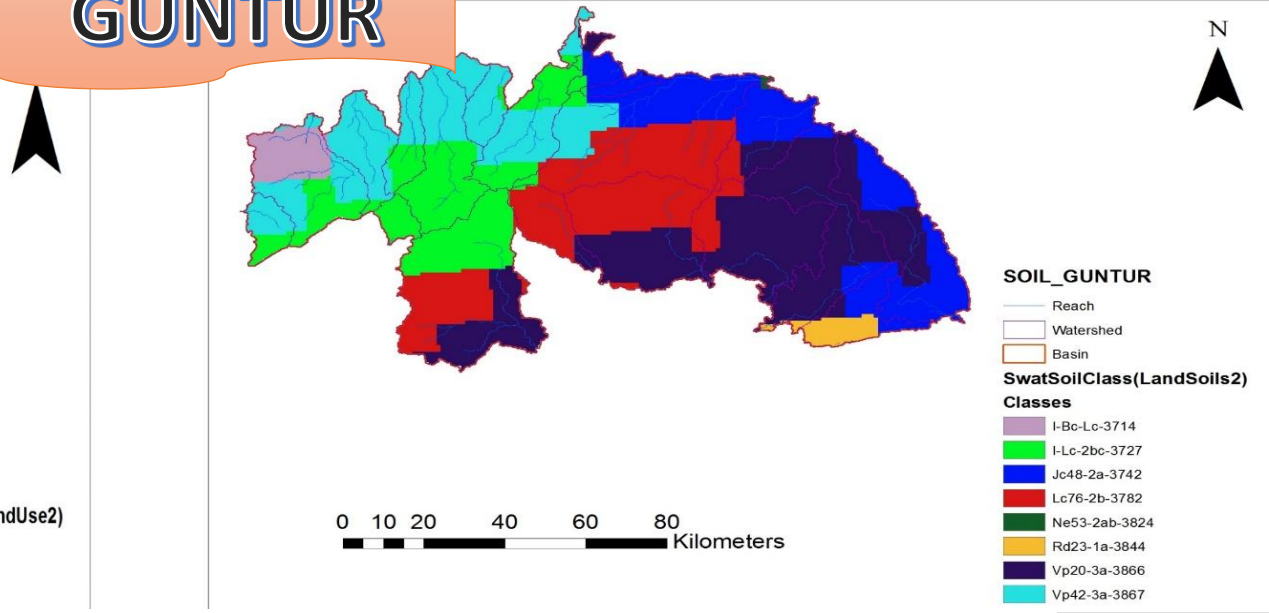 GUNTUR
N
SOIL_GUNTUR
Reach
Watershed
Basin
SwatSoilClass(LandSoils2)
Classes
I-Bc-Lc-3714
I-Lc-2bc-3727
Jc48-2a-3742
Lc76-2b-3782
Ne53-2ab-3824
Rd23-1a-3844
Vp20-3a-3866
Vp42-3a-3867
ndUse2)
0 10 20 40 60 80
Kilometers